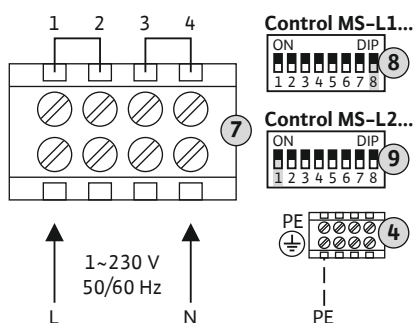 1 2 3 4
7
1~230 V
50/60 Hz
L N
Control MS-L1...
ON DIP
1 2 3 4 5 6 7 8
8
Control MS-L2...
ON DIP
1 2 3 4 5 6 7 8
9
PE
4
PE